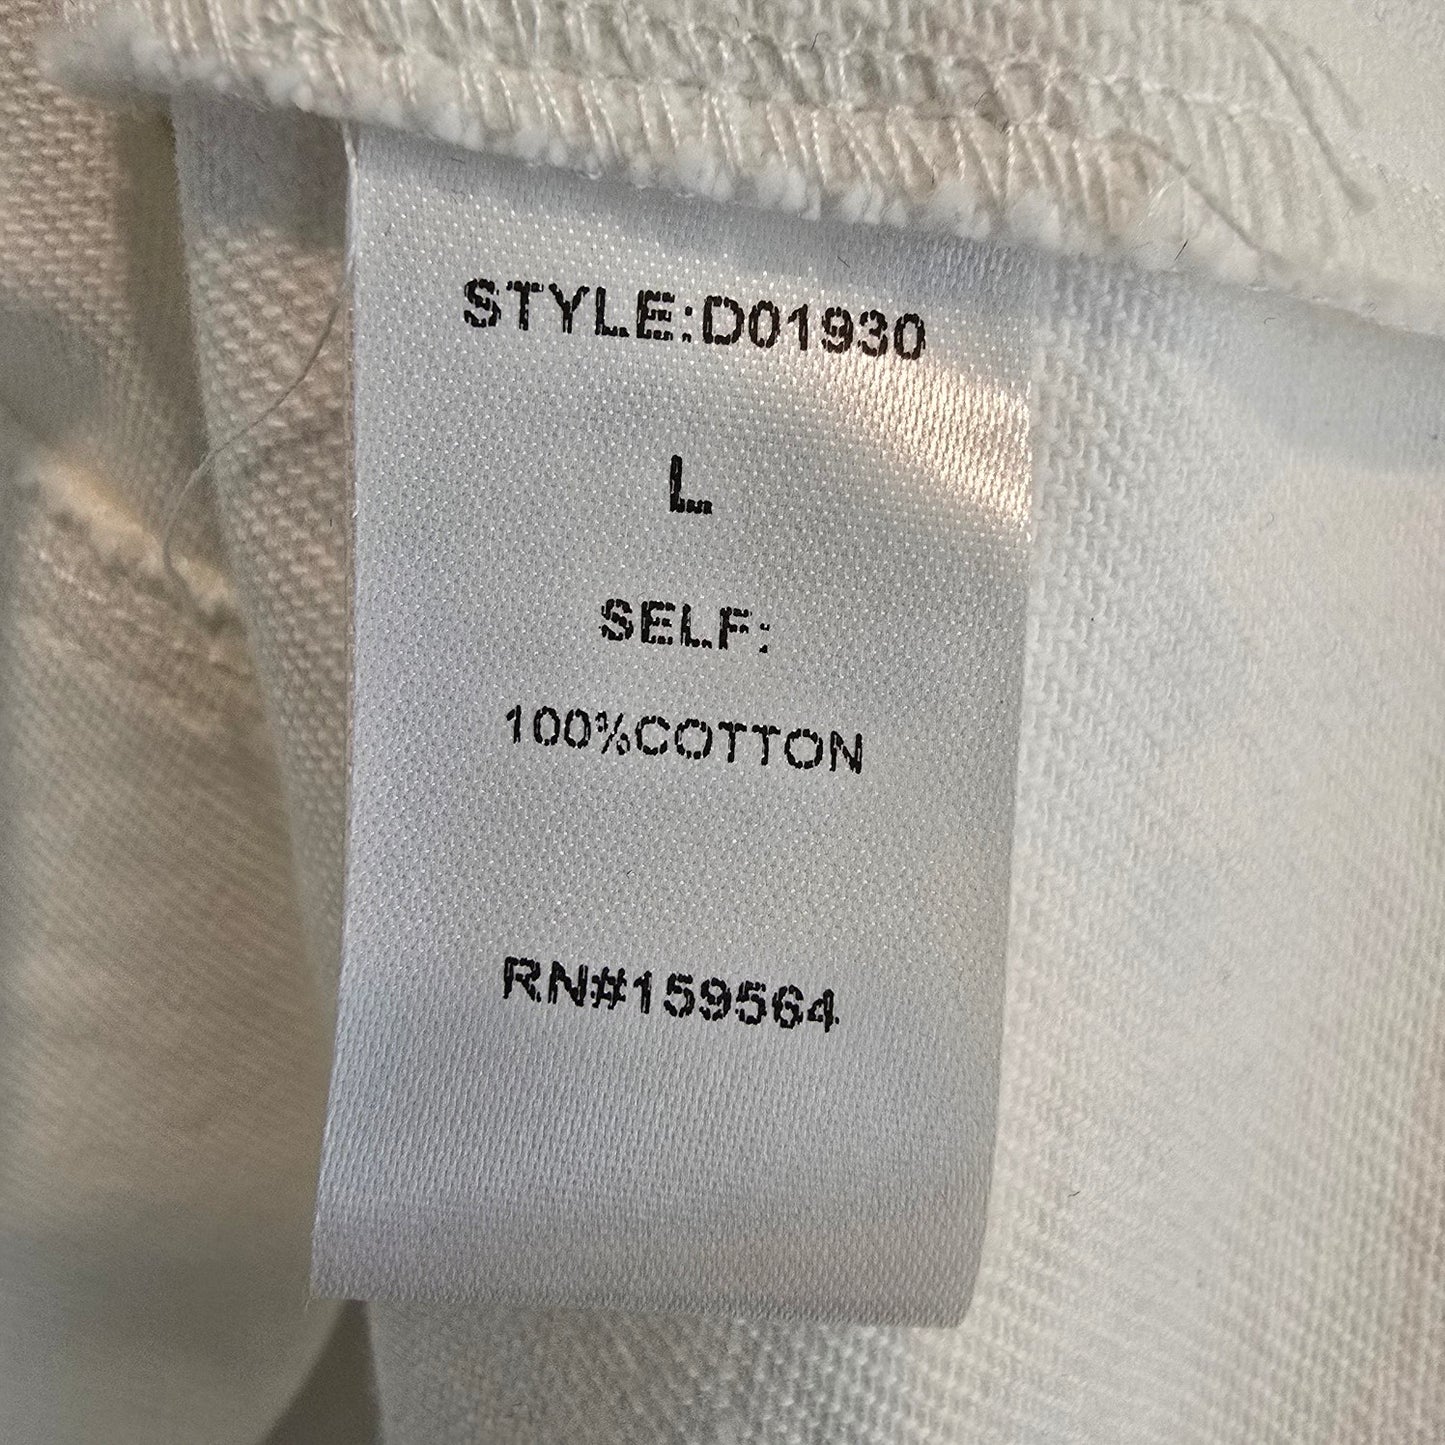 STYLE:D01930
L
SELF:
100%COTTON
RN#159564